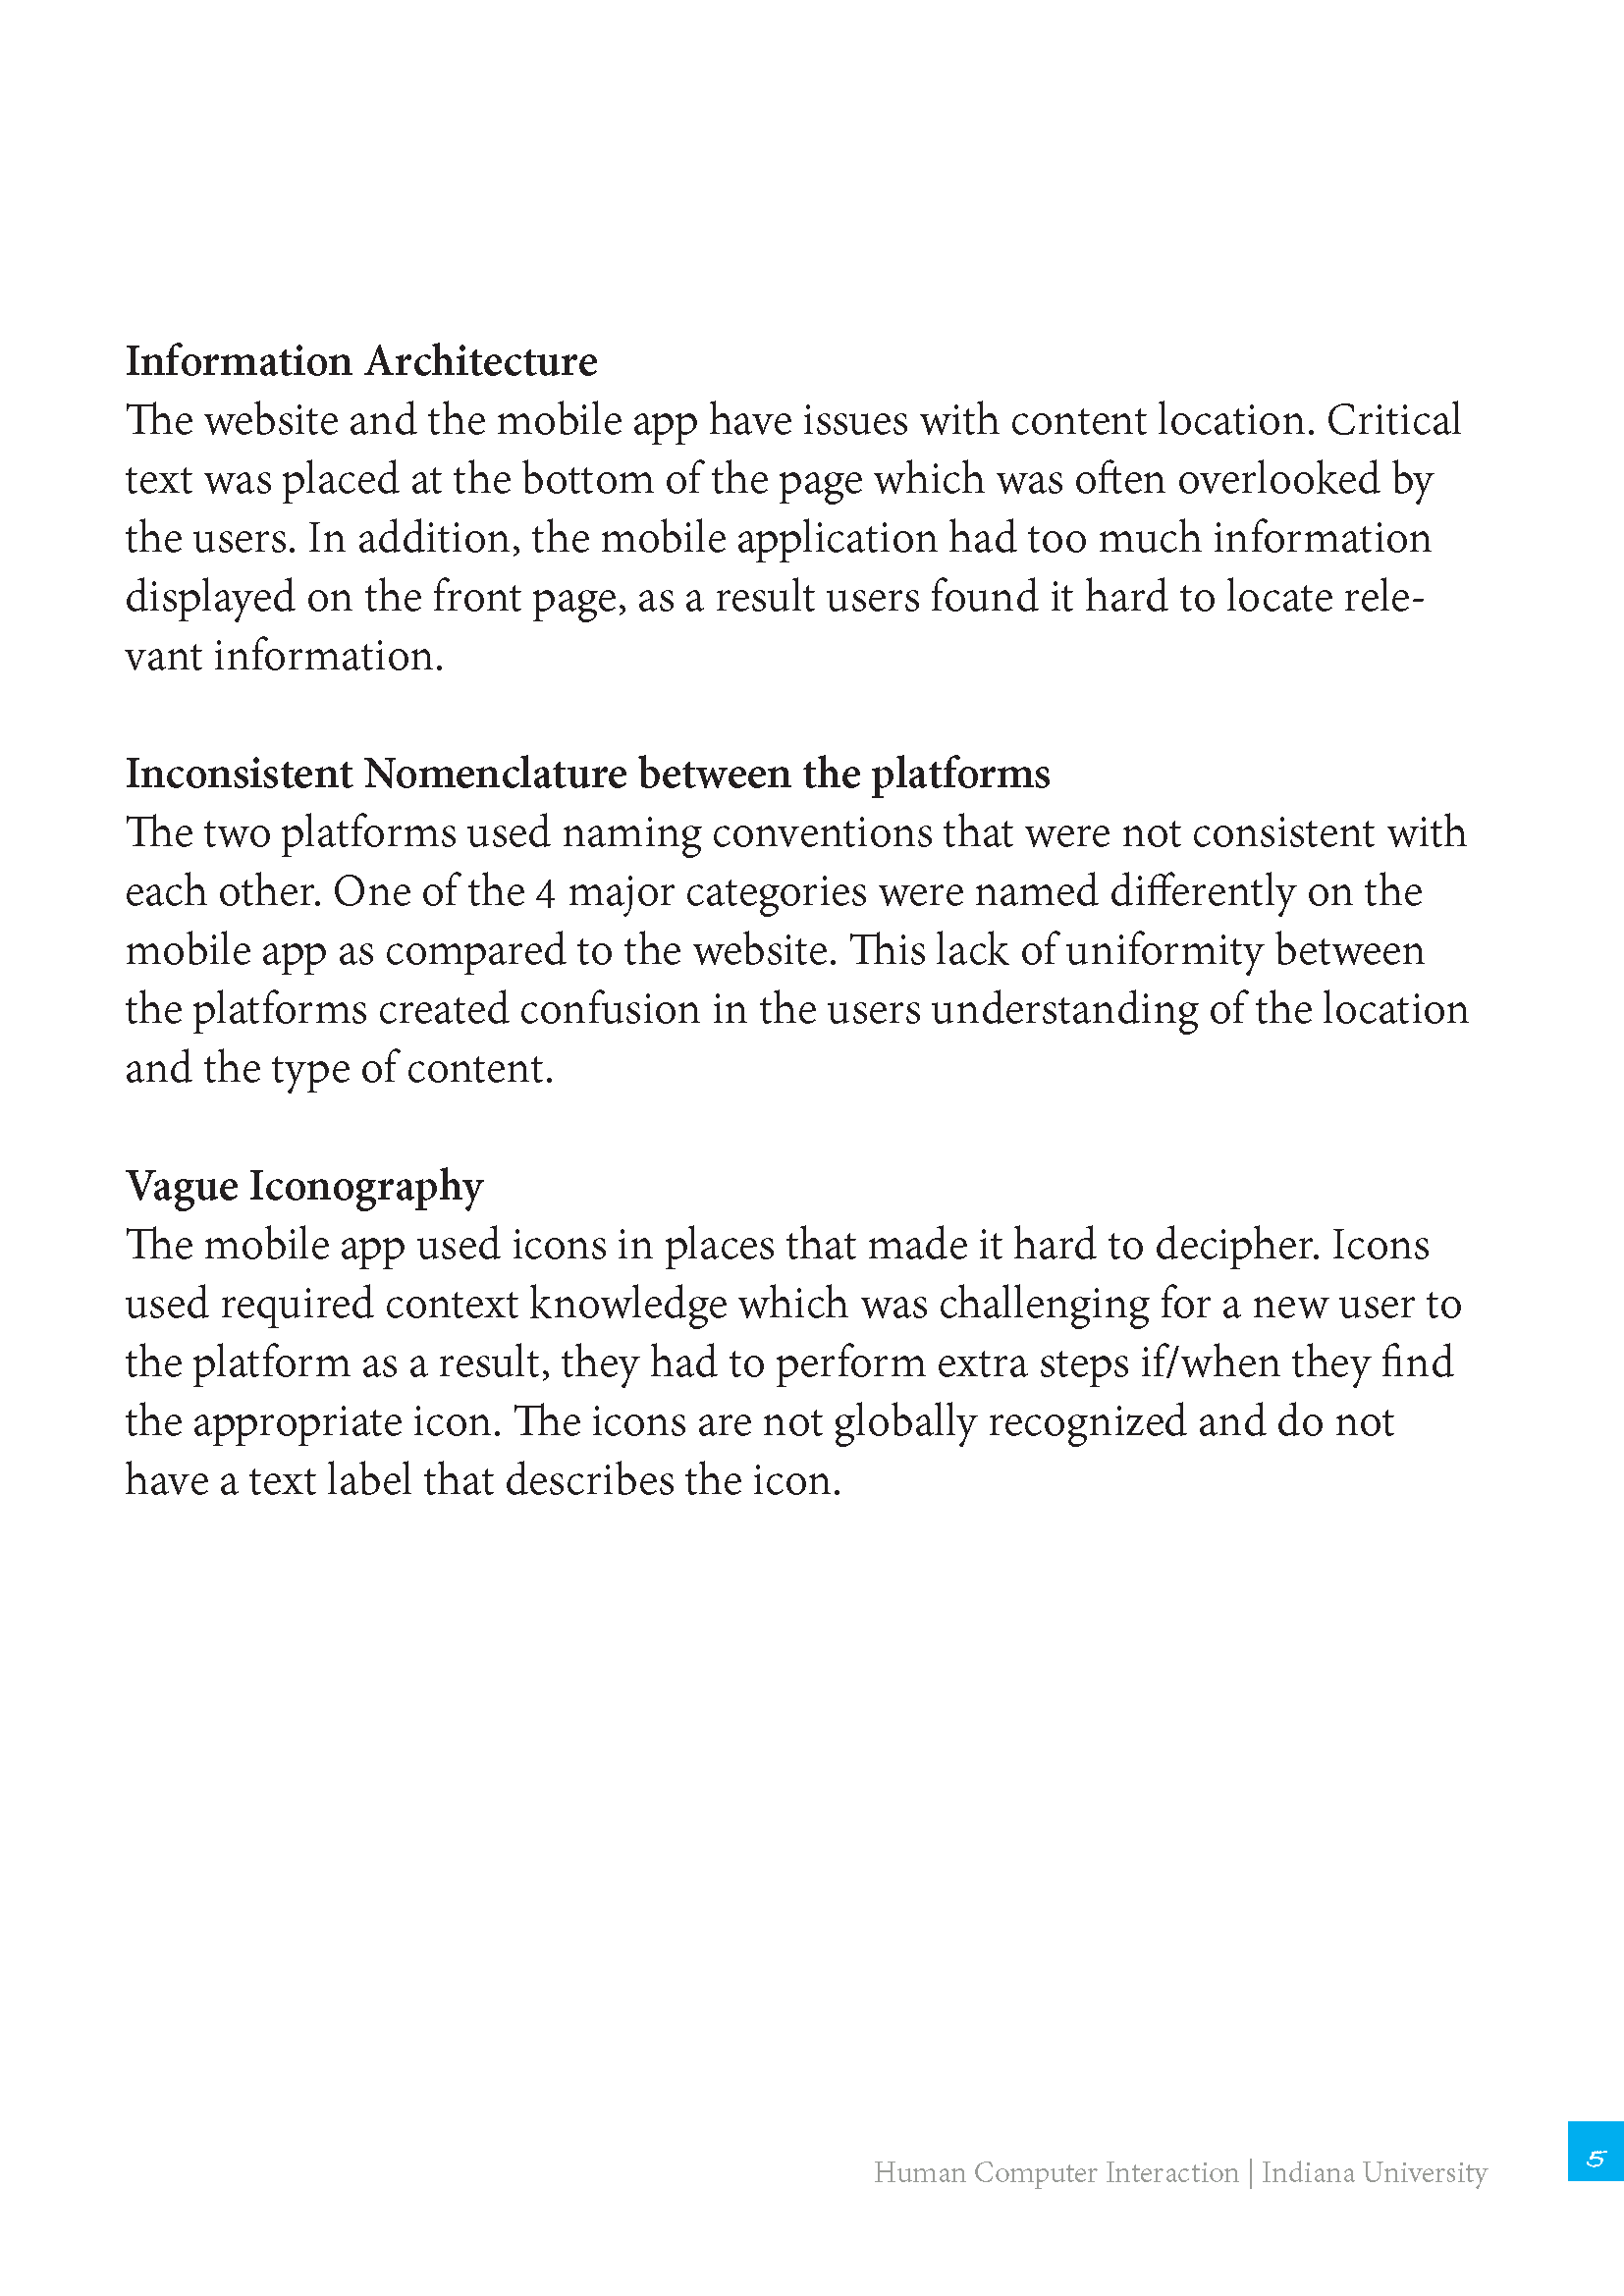 Information Architecture
The website and the mobile app have issues with content location. Critical
text was placed at the bottom of the page which was often overlooked by
the users. In addition, the mobile application had too much information
displayed on the front page, as a result users found it hard to locate rele-
vant information.
Inconsistent Nomenclature between the platforms
The two platforms used naming conventions that were not consistent with
each other. One of the 4 major categories were named differently on the
mobile app as compared to the website. This lack of uniformity between
the platforms created confusion in the users understanding of the location
and the type of content.
Vague Iconography
The mobile app used icons in places that made it hard to decipher. Icons
used required context knowledge which was challenging for a new user to
the platform as a result, they had to perform extra steps if/when they find
the appropriate icon. The icons are not globally recognized and do not
have a text label that describes the icon.
Human Computer Interaction | Indiana University
5